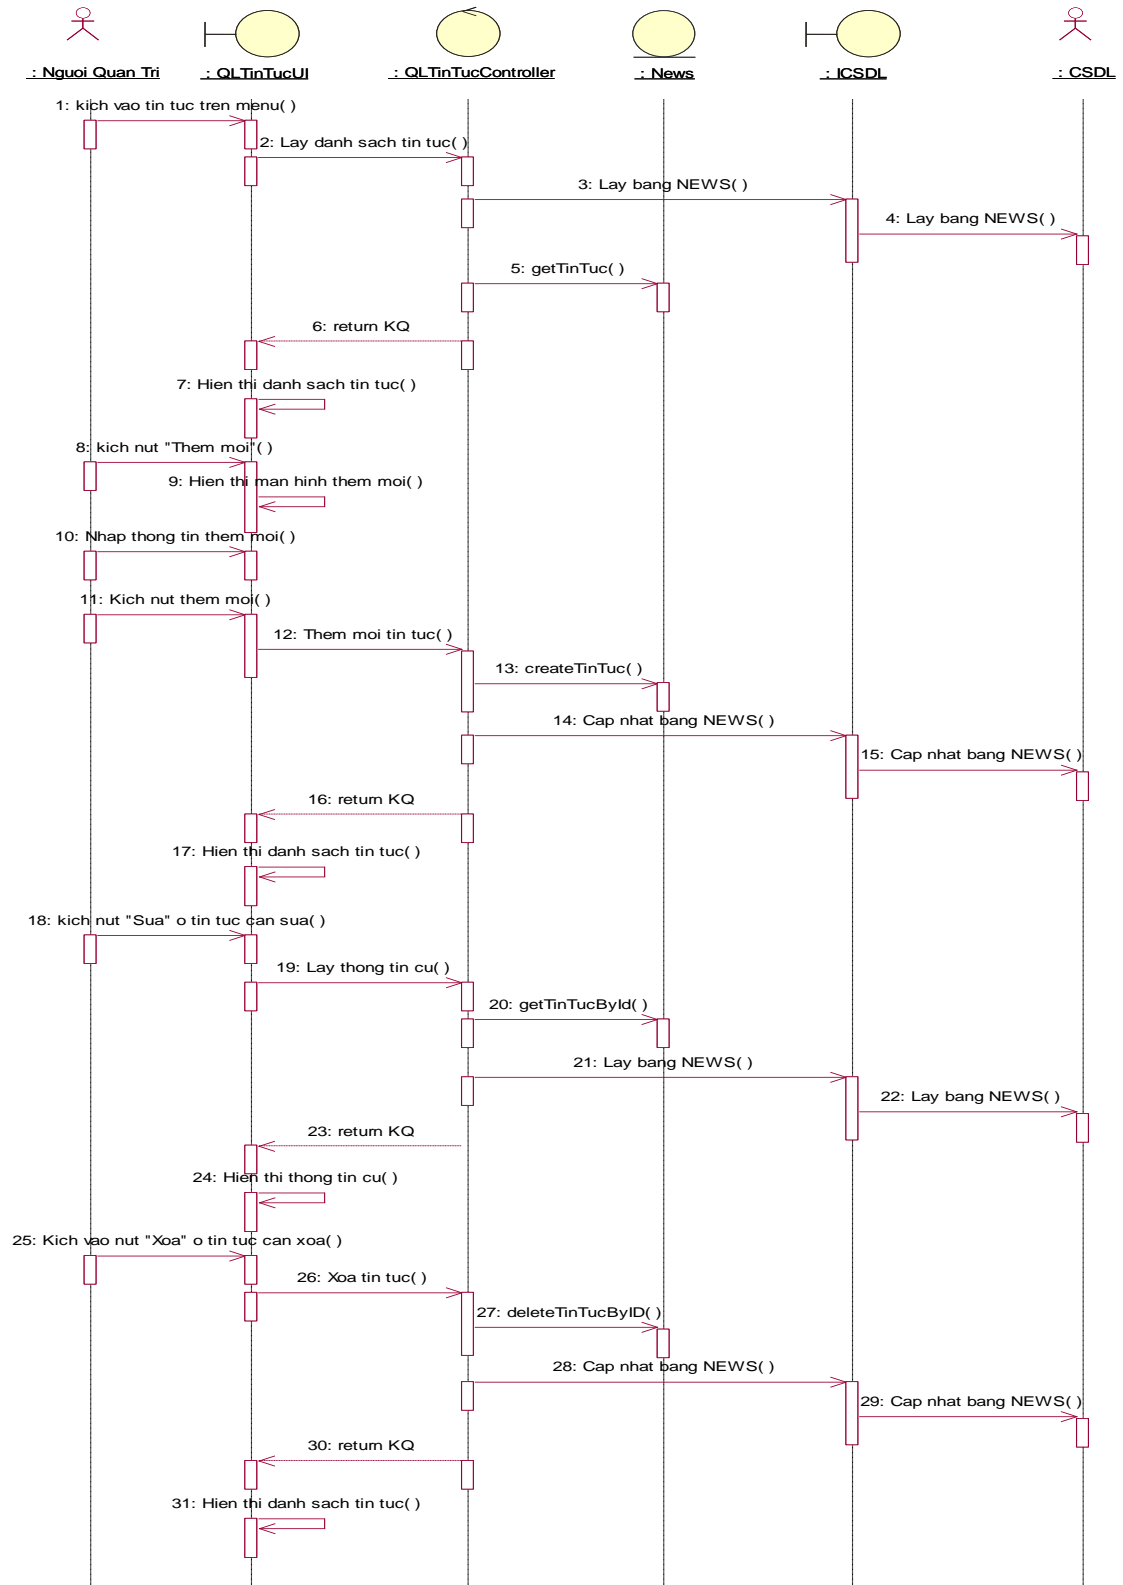 : Nguoi Quan Tri
: QLTinTucUI
: QLTinTucController
: News
: ICSDL
: CSDL
1: kich vao tin tuc tren menu( )
2: Lay danh sach tin tuc( )
3: Lay bang NEWS( )
4: Lay bang NEWS( )
5: getTinTuc( )
6: return KQ
7: Hien thi danh sach tin tuc( )
8: kich nut "Them moi"( )
9: Hien thi man hinh them moi( )
10: Nhap thong tin them moi( )
11: Kich nut them moi( )
12: Them moi tin tuc( )
13: createTinTuc( )
14: Cap nhat bang NEWS( )
15: Cap nhat bang NEWS( )
16: return KQ
17: Hien thi danh sach tin tuc( )
18: kich nut "Sua" o tin tuc can sua( )
19: Lay thong tin cu( )
20: getTinTucById( )
21: Lay bang NEWS( )
22: Lay bang NEWS( )
23: return KQ
24: Hien thi thong tin cu( )
25: Kich vao nut "Xoa" o tin tuc can xoa( )
26: Xoa tin tuc( )
27: deleteTinTucByID( )
28: Cap nhat bang NEWS( )
29: Cap nhat bang NEWS( )
30: return KQ
31: Hien thi danh sach tin tuc( )